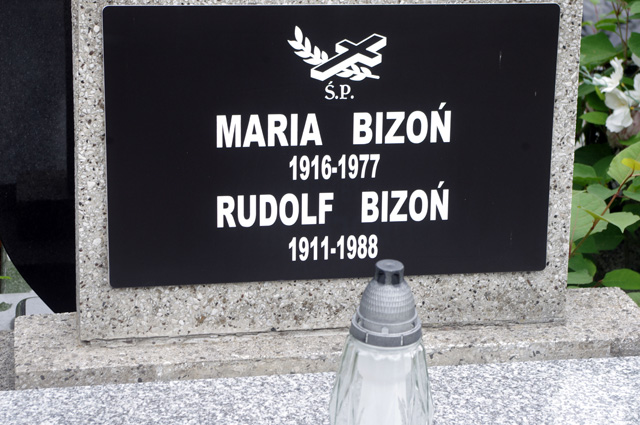 Ś.P.
MARIA BIZOŃ
1916-1977
RUDOLF BIZOŃ
1911-1988